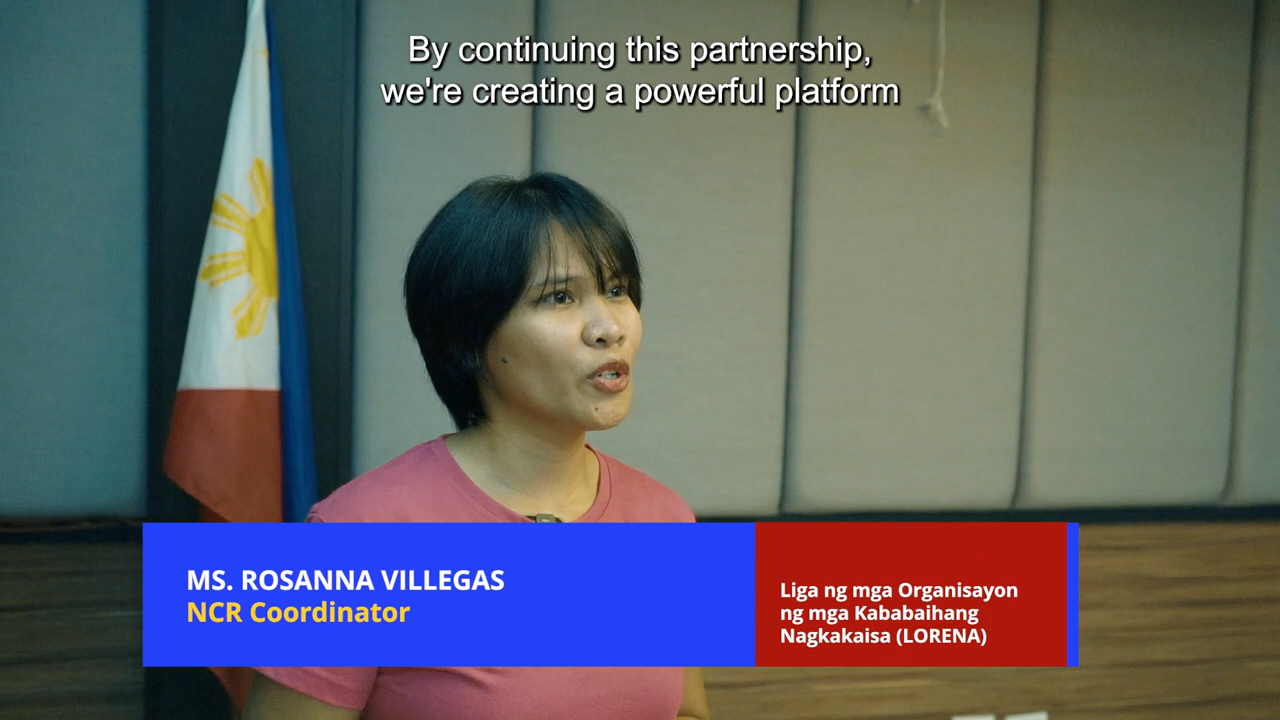 By continuing this partnership,
we're creating a powerful platform
MS. ROSANNA VILLEGAS
NCR Coordinator
Liga ng mga Organisayon
ng mga Kababaihang
Nagkakaisa (LORENA)